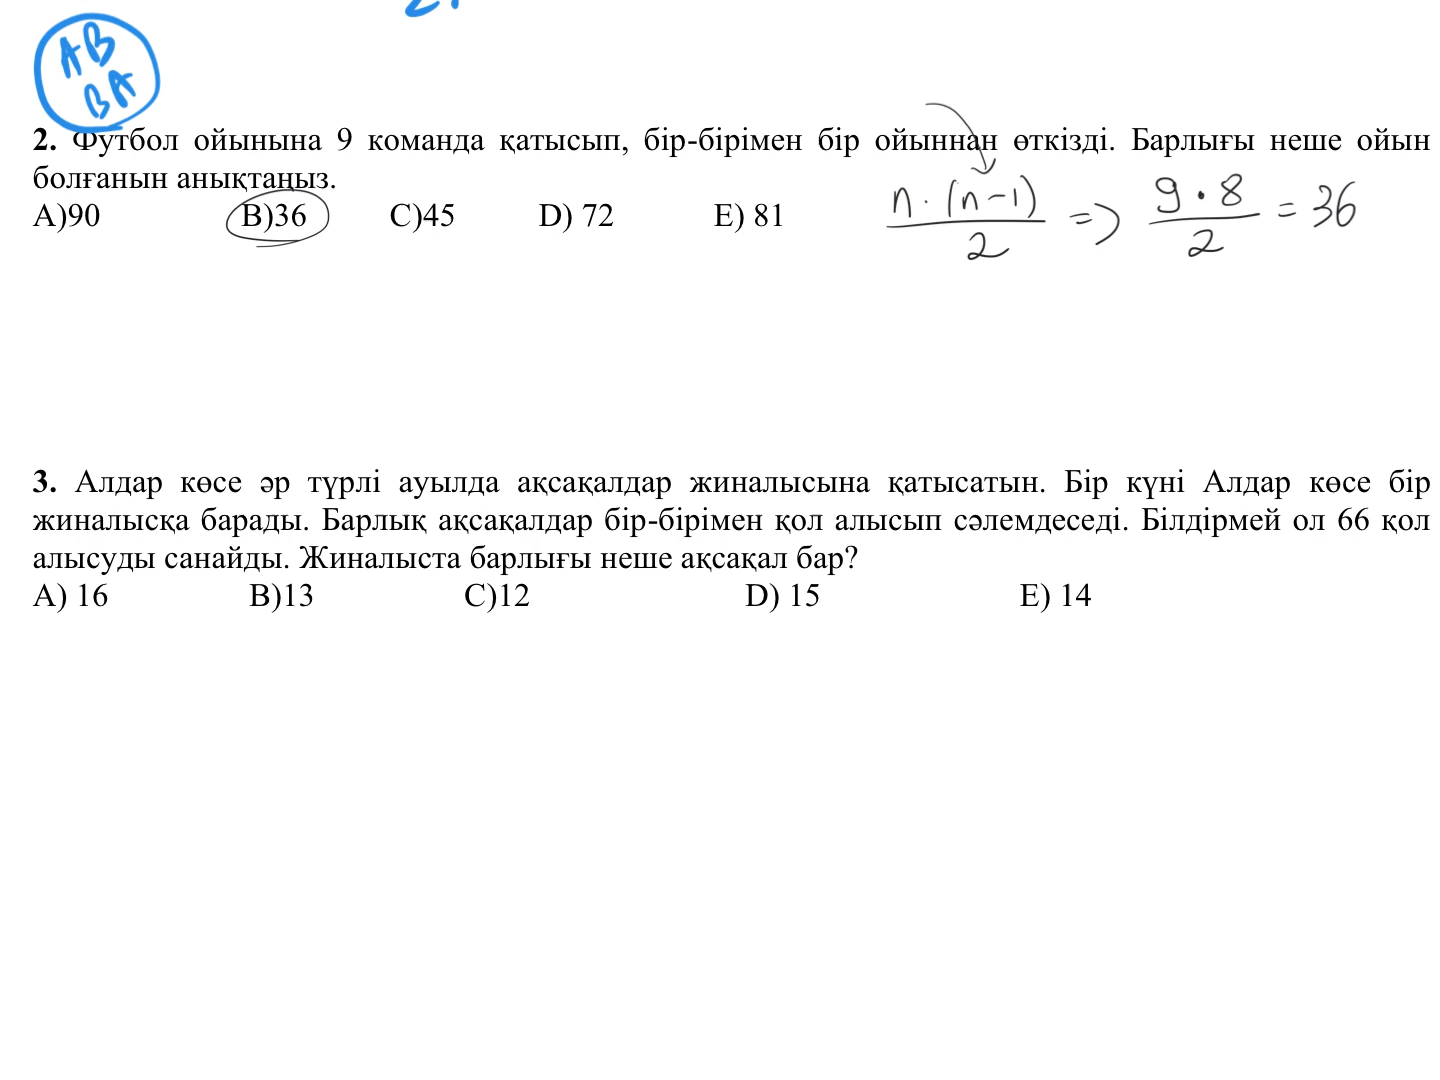 AB
BA
2. Футбол ойынына 9 команда қатысып, бір-бірімен бір ойыннан өткізді. Барлығы неше ойын
болғанын анықтаңыз.
A)90 B)36 C)45 D) 72 E) 81
n·(n-1)/2 => 9·8/2 = 36
3. Алдар көсе әр түрлі ауылда ақсақалдар жиналысына қатысатын. Бір күні Алдар көсе бір
жиналысқа барады. Барлық ақсақалдар бір-бірімен қол алысып сәлемдеседі. Білдірмей ол 66 қол
алысуды санайды. Жиналыста барлығы неше ақсақал бар?
A) 16 B)13 C)12 D) 15 E) 14